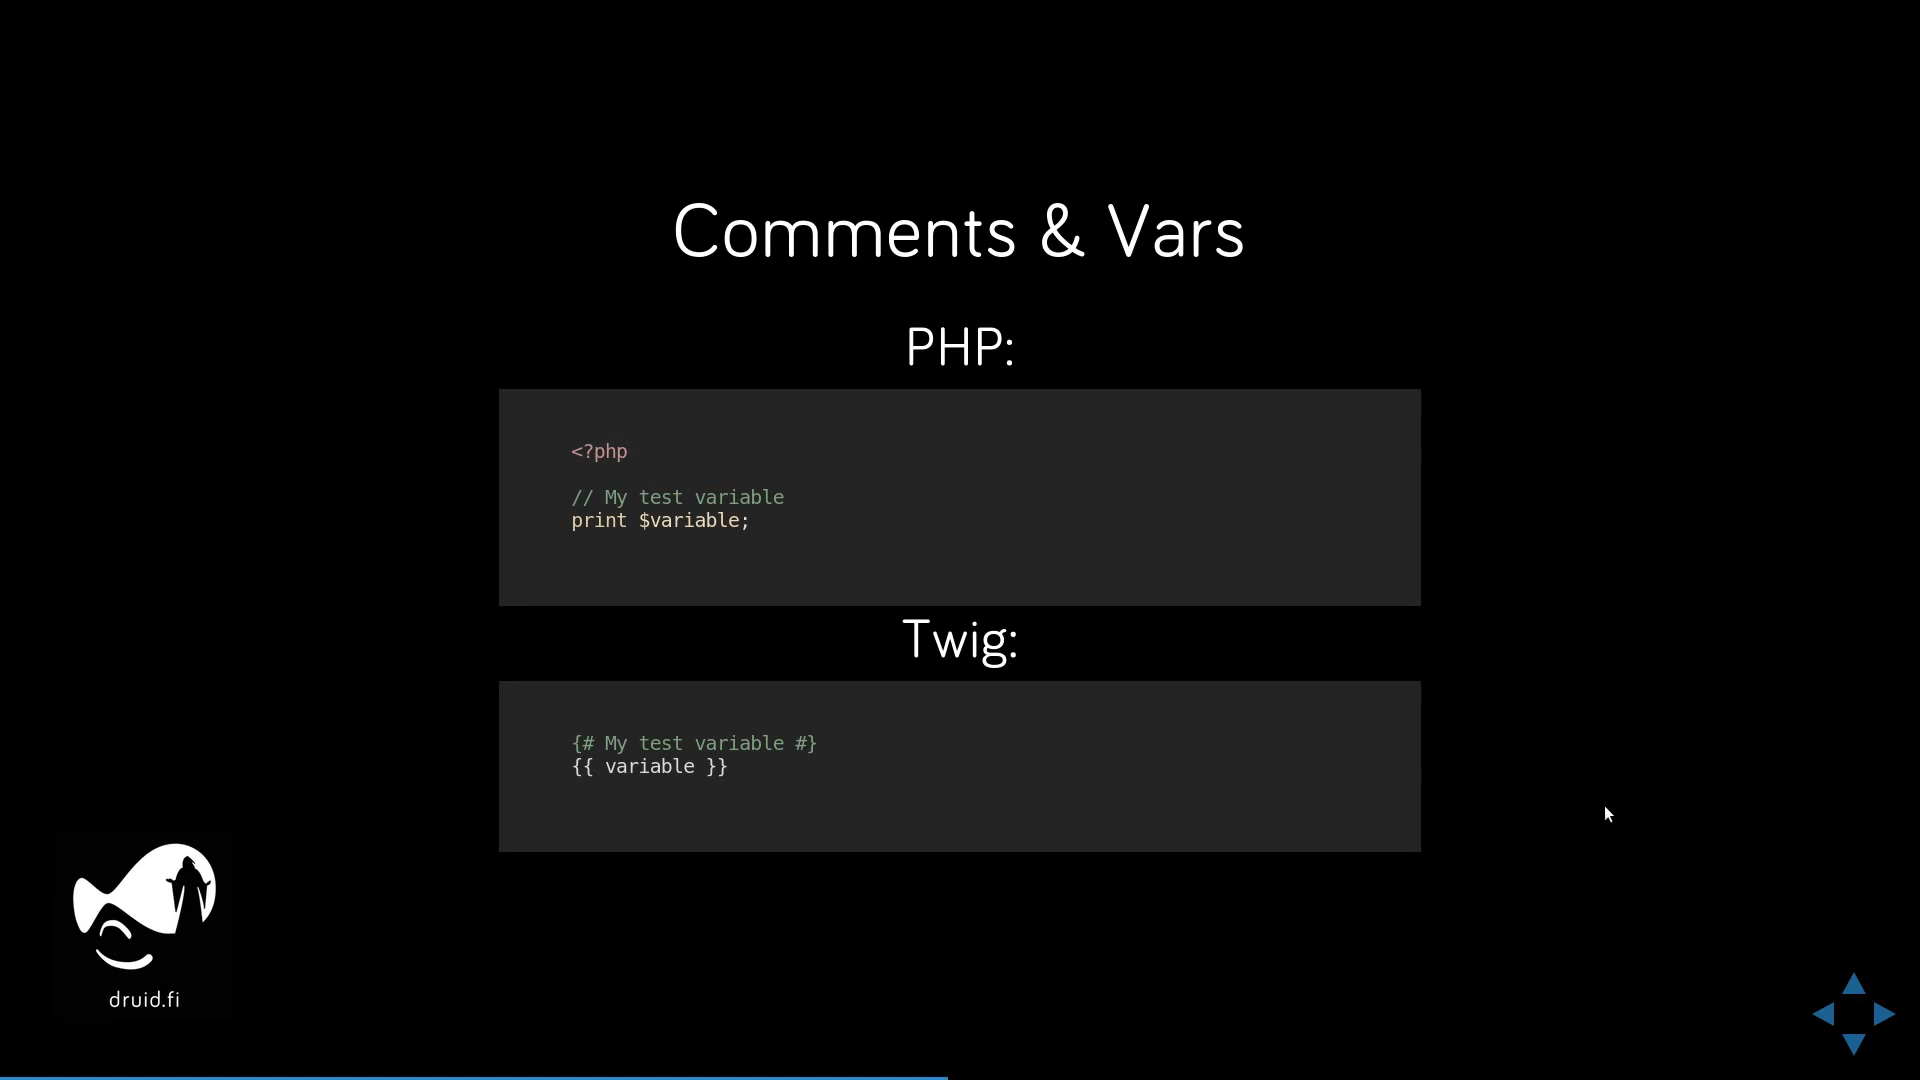 Comments & Vars
PHP:
<?php
// My test variable
print $variable;
Twig:
{# My test variable #}
{{ variable }}
druid.fi